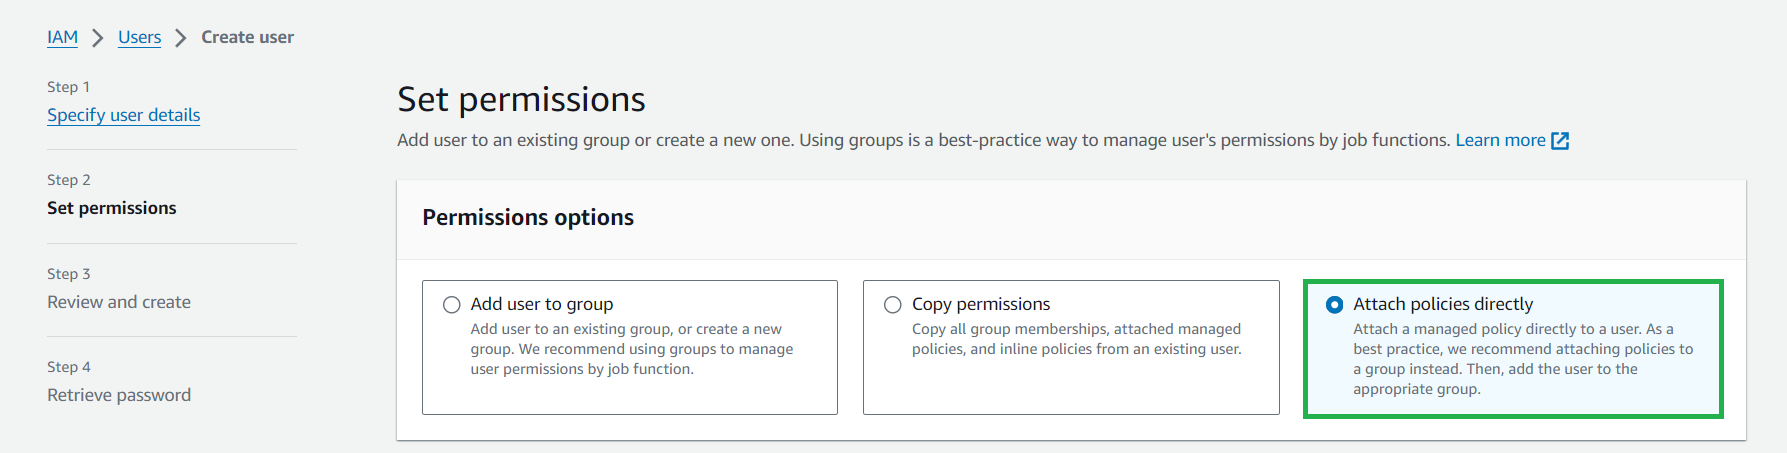 IAM > Users > Create user
Step 1
Specify user details
Step 2
Set permissions
Step 3
Review and create
Step 4
Retrieve password
Set permissions
Add user to an existing group or create a new one. Using groups is a best-practice way to manage user's permissions by job functions. Learn more
Permissions options
Add user to group
Add user to an existing group, or create a new
group. We recommend using groups to manage
user permissions by job function.
Copy permissions
Copy all group memberships, attached managed
policies, and inline policies from an existing user.
Attach policies directly
Attach a managed policy directly to a user. As a
best practice, we recommend attaching policies to
a group instead. Then, add the user to the
appropriate group.